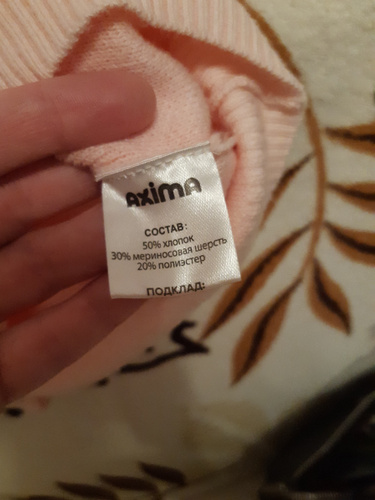 AXIMA
СОСТАВ:
50% хлопок
30% мериносовая шерсть
20% полиэстер
ПОДКЛАД: